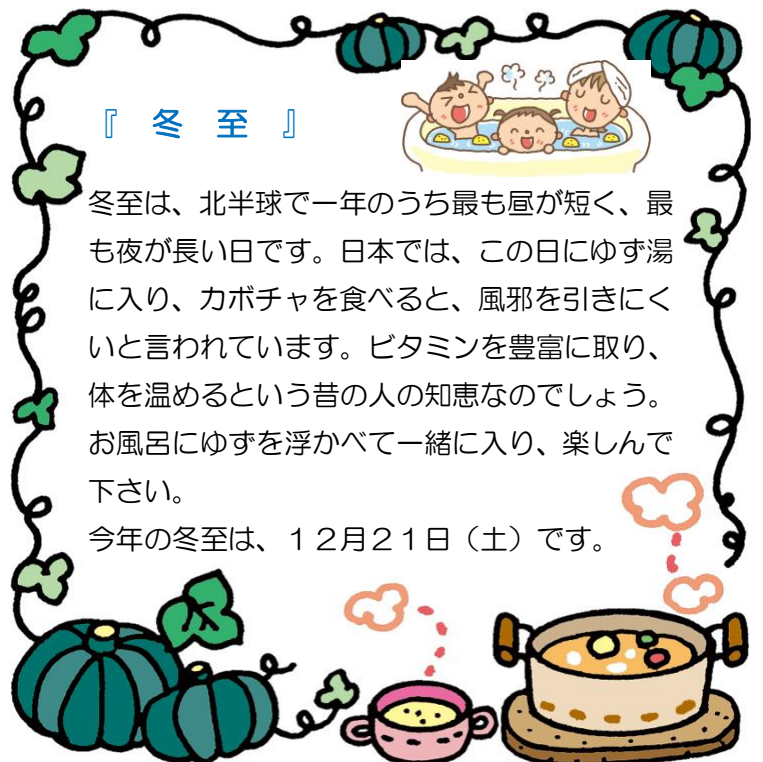 『 冬 至 』
冬至は、北半球で一年のうち最も昼が短く、最
も夜が長い日です。日本では、この日にゆず湯
に入り、カボチャを食べると、風邪を引きにく
いと言われています。ビタミンを豊富に取り、
体を温めるという昔の人の知恵なのでしょう。
お風呂にゆずを浮かべて一緒に入り、楽しんで
下さい。
今年の冬至は、１２月２１日（土）です。